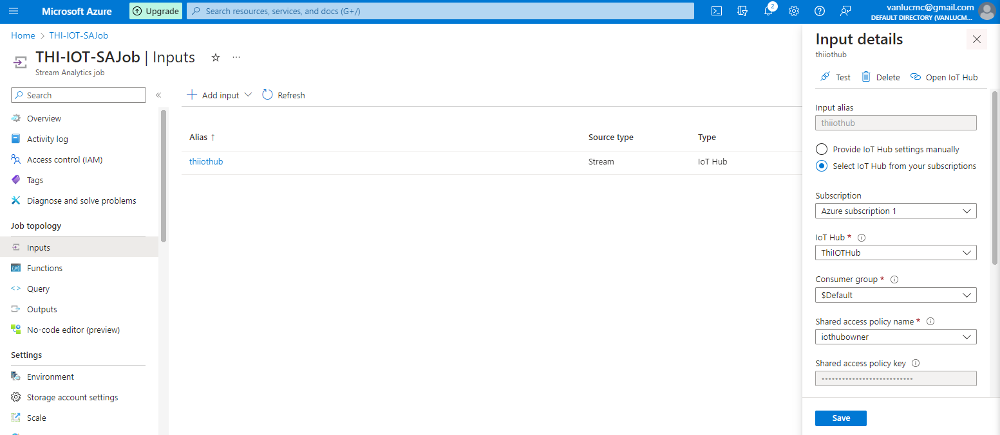 Microsoft Azure
Upgrade
Search resources, services, and docs (G+/)
2
vanlucmc@gmail.com
DEFAULT DIRECTORY (VANLUCM...
Home > THI-IOT-SAJob
THI-IOT-SAJob | Inputs
Stream Analytics job
Search
Overview
Activity log
Access control (IAM)
Tags
Diagnose and solve problems
Job topology
Inputs
Functions
Query
Outputs
No-code editor (preview)
Settings
Environment
Storage account settings
Scale
Add input
Refresh
Alias ↑ Source type Type
thiiothub Stream IoT Hub
Input details
thiiothub
Test Delete Open IoT Hub
Input alias
thiiothub
Provide IoT Hub settings manually
Select IoT Hub from your subscriptions
Subscription
Azure subscription 1
IoT Hub *
ThiIOTHub
Consumer group *
$Default
Shared access policy name *
iothubowner
Shared access policy key
Save